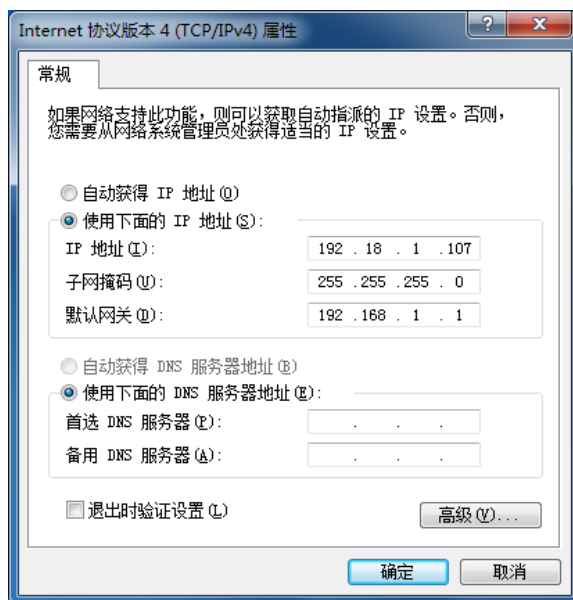 Internet 协议版本 4 (TCP/IPv4) 属性
?
X
常规
如果网络支持此功能，则可以获取自动指派的 IP 设置。否则，
您需要从网络系统管理员处获得适当的 IP 设置。
自动获得 IP 地址(O)
使用下面的 IP 地址(S):
IP 地址(I): 192 . 18 . 1 .107
子网掩码(U): 255 .255 .255 . 0
默认网关(D): 192 .168 . 1 . 1
自动获得 DNS 服务器地址(B)
使用下面的 DNS 服务器地址(E):
首选 DNS 服务器(P): . . .
备用 DNS 服务器(A): . . .
退出时验证设置(L)
高级(V)...
确定
取消